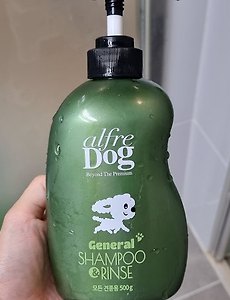 alfre
Dog
Beyond The Premium
General
SHAMPOO
& RINSE
모든 견종용 500g